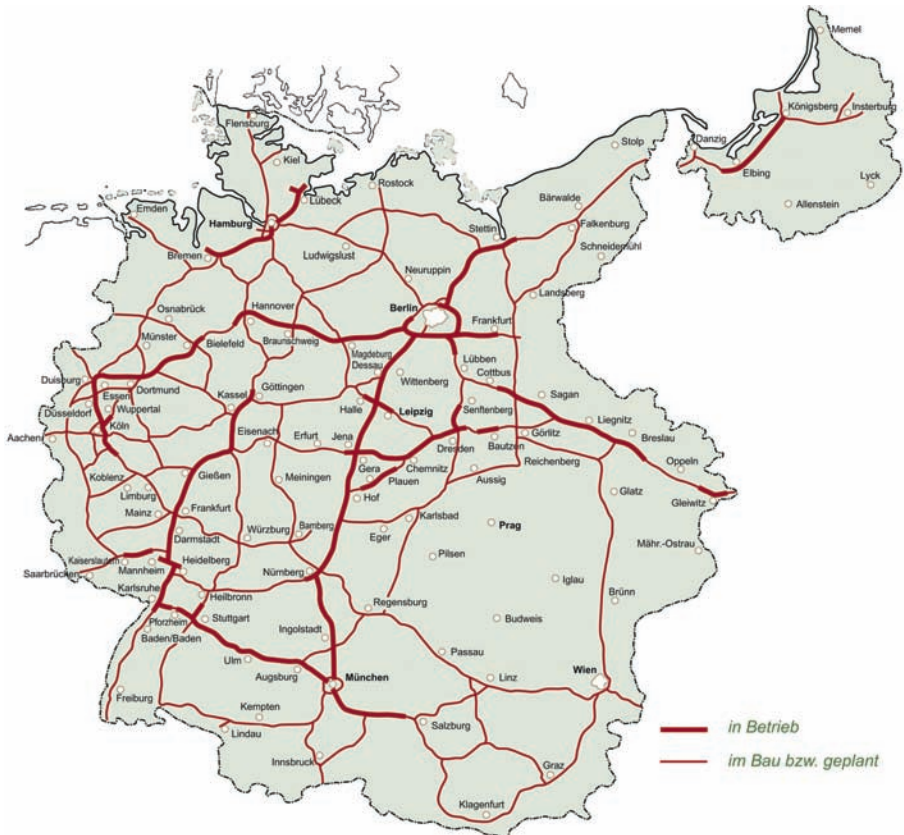 Memel
Königsberg
Insterburg
Danzig
Elbing
Lyck
Allenstein
Flensburg
Kiel
Stolp
Rostock
Lübeck
Bärwalde
Emden
Hamburg
Stettin
Falkenburg
Bremen
Ludwigslust
Schneidemühl
Neuruppin
Landsberg
Osnabrück
Hannover
Berlin
Frankfurt
Münster
Bielefeld
Braunschweig
Magdeburg
Dessau
Lübben
Duisburg
Wittenberg
Cottbus
Essen
Dortmund
Kassel
Göttingen
Sagan
Düsseldorf
Wuppertal
Halle
Leipzig
Senftenberg
Liegnitz
Köln
Eisenach
Erfurt
Jena
Dresden
Bautzen
Görlitz
Breslau
Aachen
Gera
Chemnitz
Reichenberg
Oppeln
Koblenz
Gießen
Meiningen
Plauen
Aussig
Limburg
Hof
Glatz
Gleiwitz
Mainz
Frankfurt
Karlsbad
Prag
Darmstadt
Würzburg
Bamberg
Eger
Mähr.-Ostrau
Kaiserslautern
Heidelberg
Pilsen
Saarbrücken
Mannheim
Nürnberg
Iglau
Karlsruhe
Heilbronn
Regensburg
Brünn
Pforzheim
Stuttgart
Ingolstadt
Budweis
Baden/Baden
Ulm
Augsburg
München
Passau
Linz
Wien
Freiburg
Kempten
Salzburg
Lindau
Innsbruck
Graz
Klagenfurt
in Betrieb
im Bau bzw. geplant